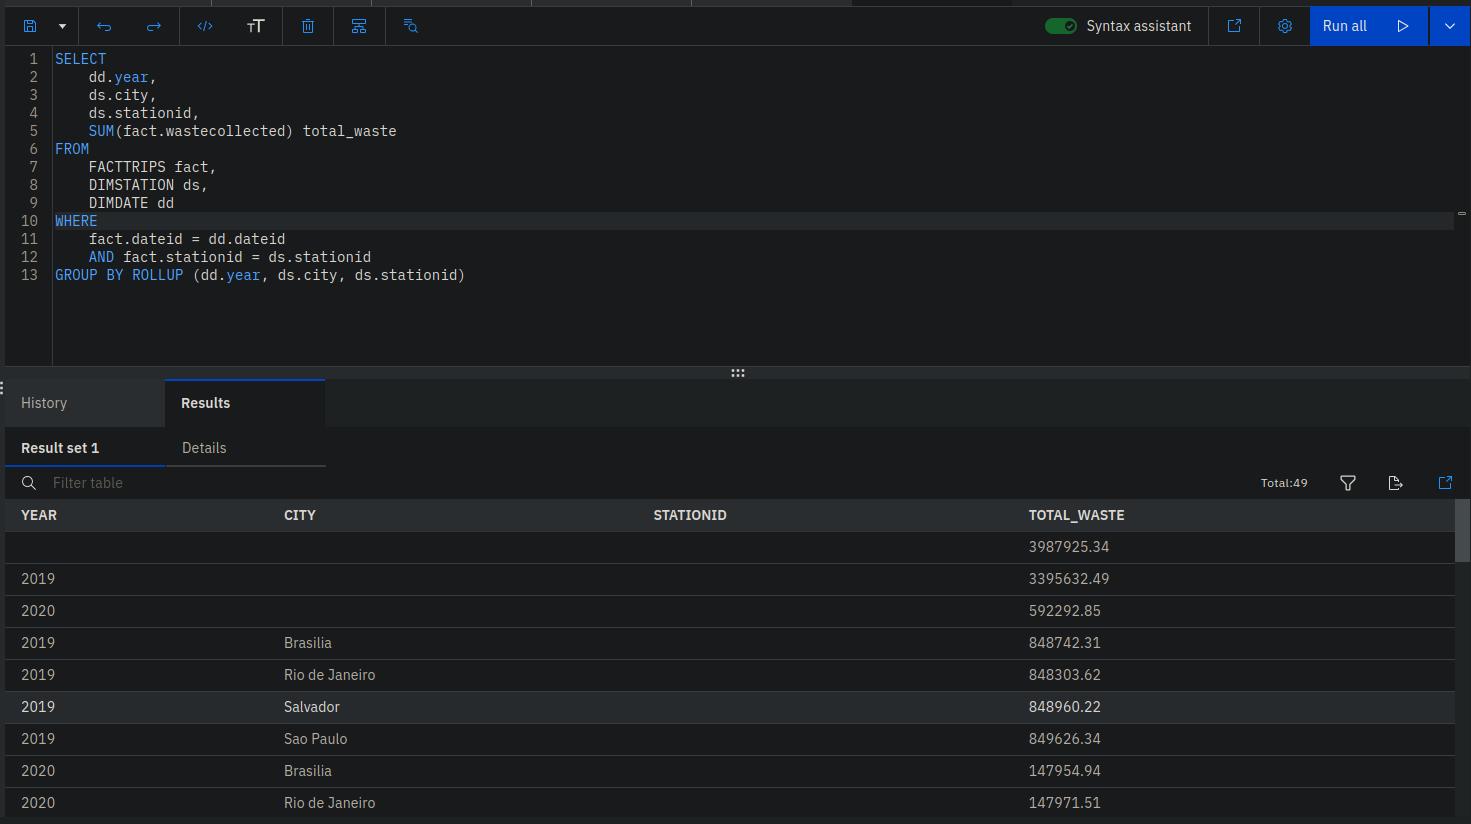 Syntax assistant
Run all
1 SELECT
2 dd.year,
3 ds.city,
4 ds.stationid,
5 SUM(fact.wastecollected) total_waste
6 FROM
7 FACTTRIPS fact,
8 DIMSTATION ds,
9 DIMDATE dd
10 WHERE
11 fact.dateid = dd.dateid
12 AND fact.stationid = ds.stationid
13 GROUP BY ROLLUP (dd.year, ds.city, ds.stationid)
History Results
Result set 1 Details
Filter table Total:49
YEAR CITY STATIONID TOTAL_WASTE
3987925.34
2019 3395632.49
2020 592292.85
2019 Brasilia 848742.31
2019 Rio de Janeiro 848303.62
2019 Salvador 848960.22
2019 Sao Paulo 849626.34
2020 Brasilia 147954.94
2020 Rio de Janeiro 147971.51